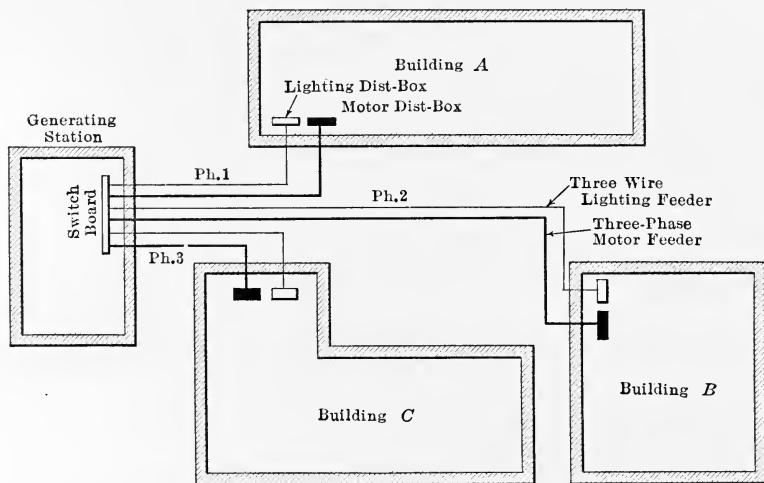 Building A
Lighting Dist-Box
Motor Dist-Box
Generating
Station
Ph.1
Ph.2
Three Wire
Lighting Feeder
Switch
Board
Three-Phase
Motor Feeder
Ph.3
Building B
Building C